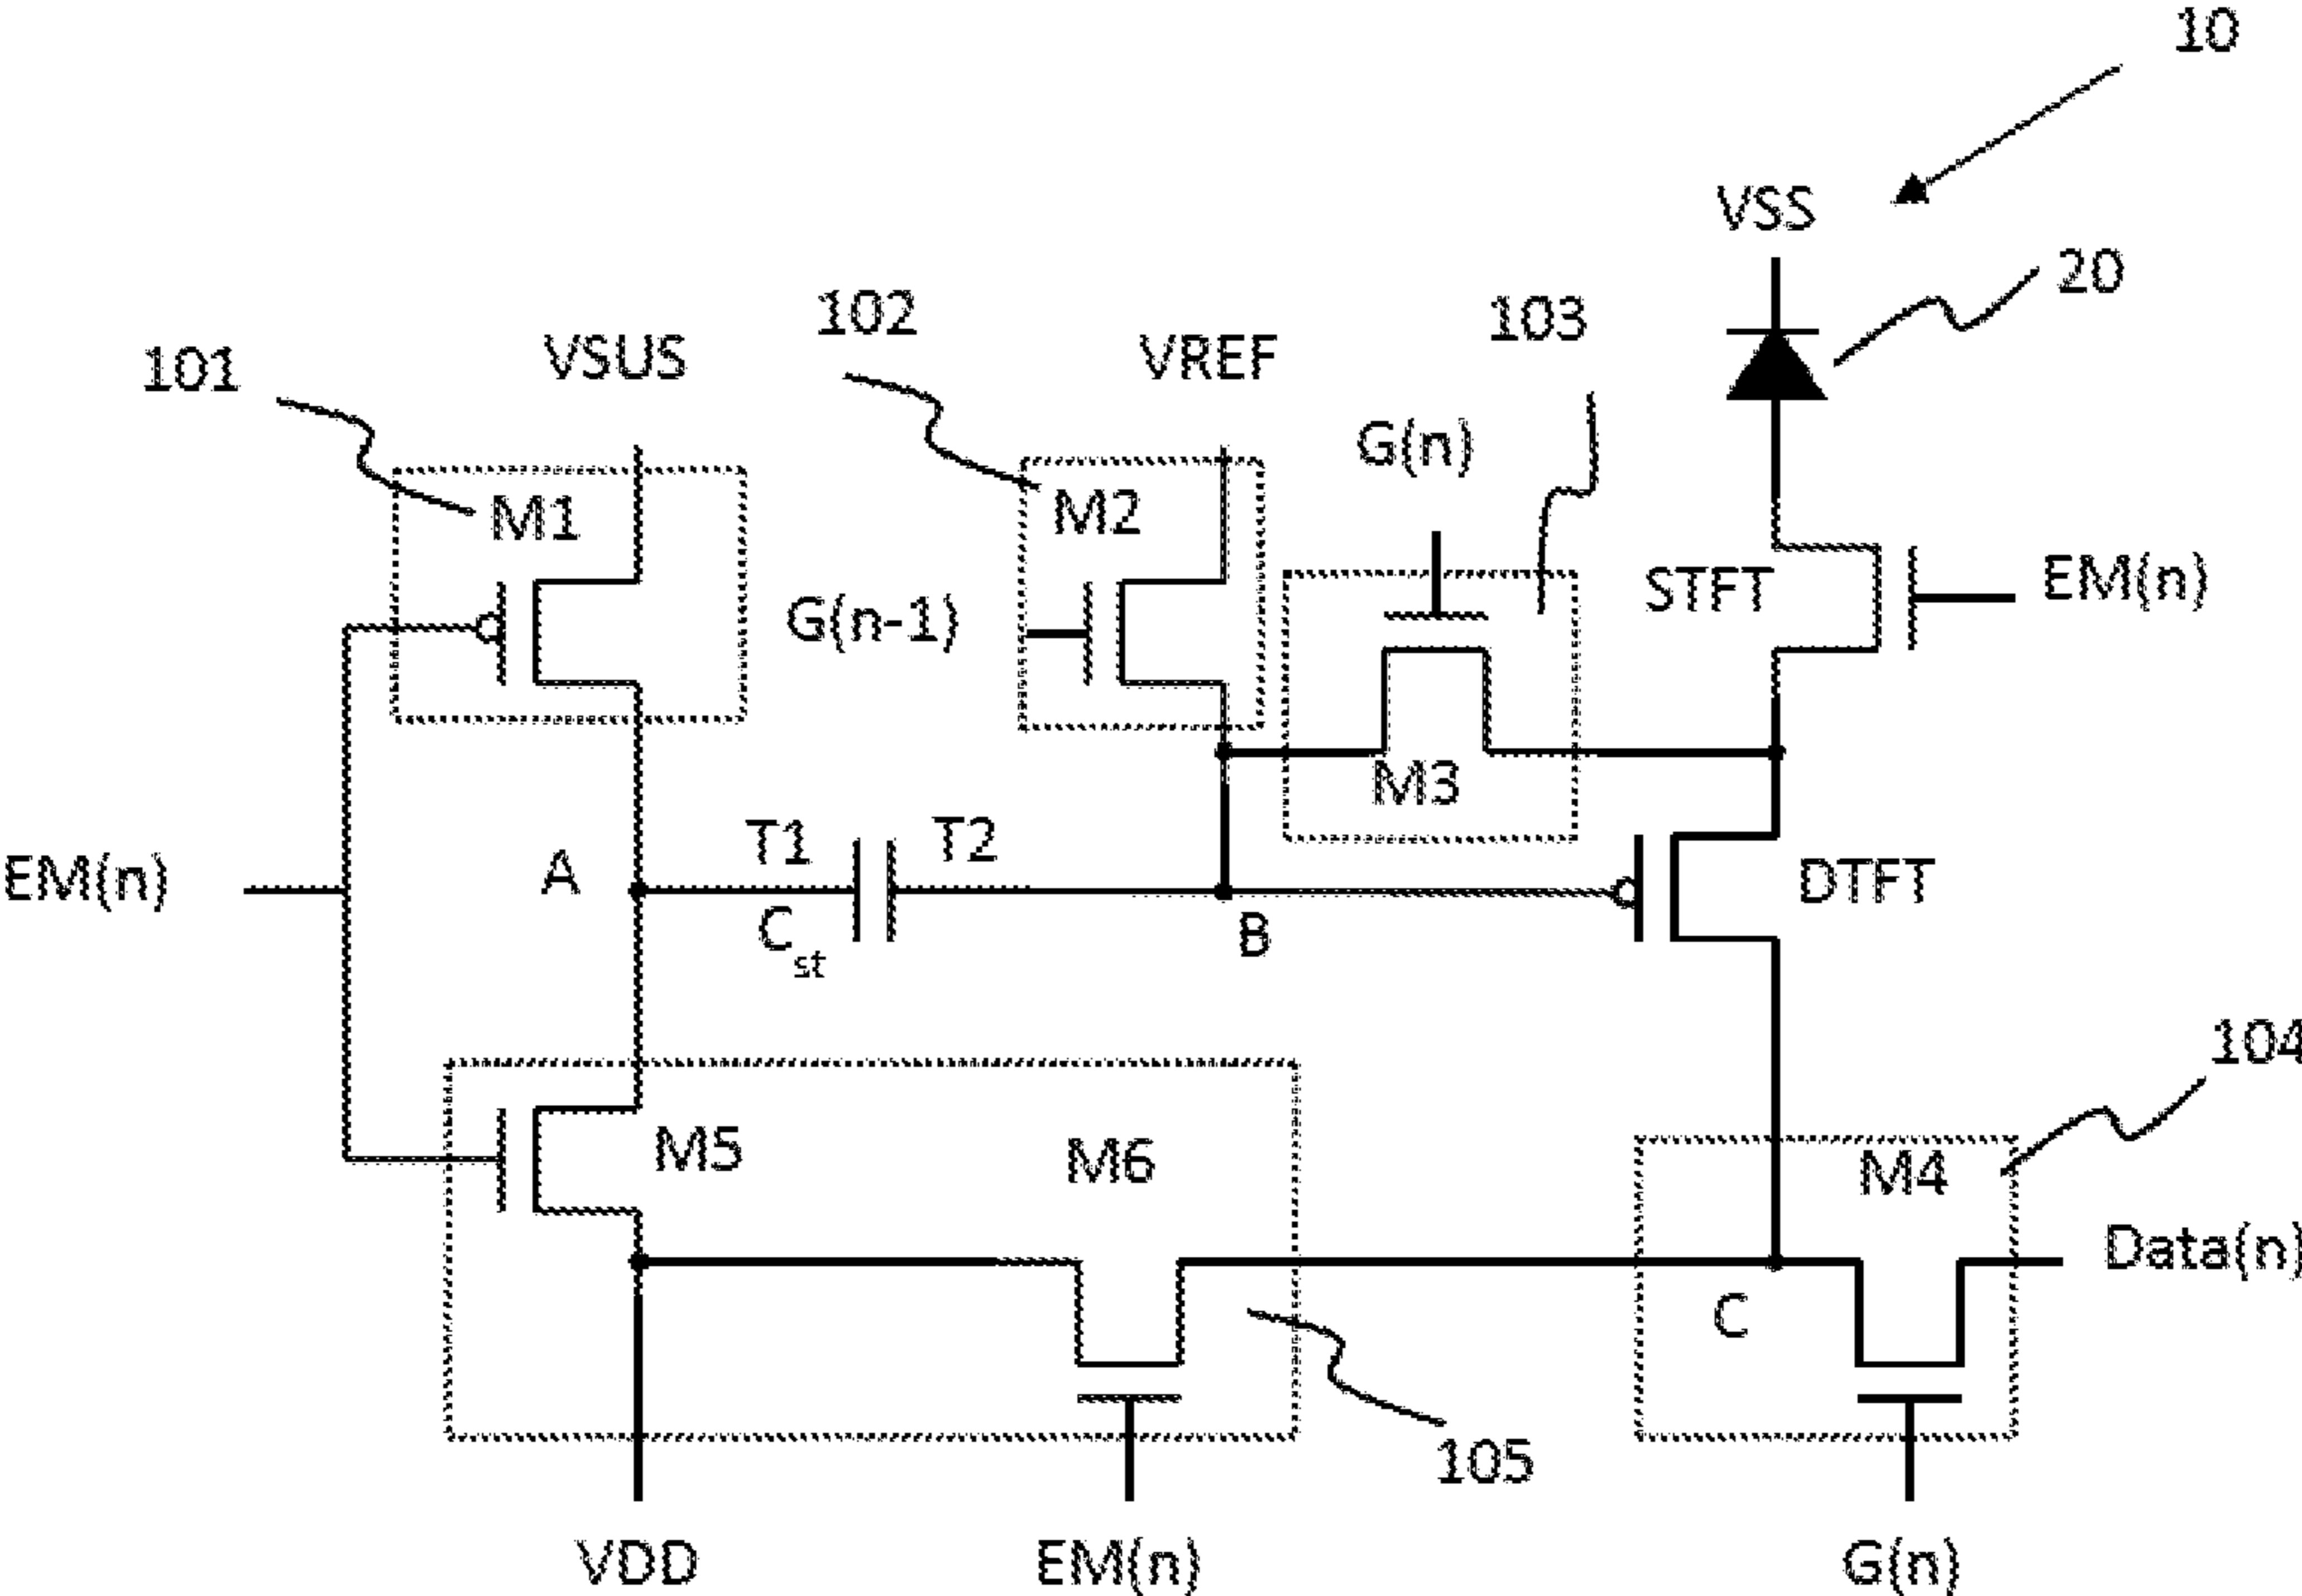 10
VSS
20
102
103
101
VSUS
VREF
G(n)
M1
M2
STFT
EM(n)
G(n-1)
M3
T1
T2
EM(n)
A
DTFT
C_st
B
104
M5
M6
M4
Data(n)
C
105
VDD
EM(n)
G(n)